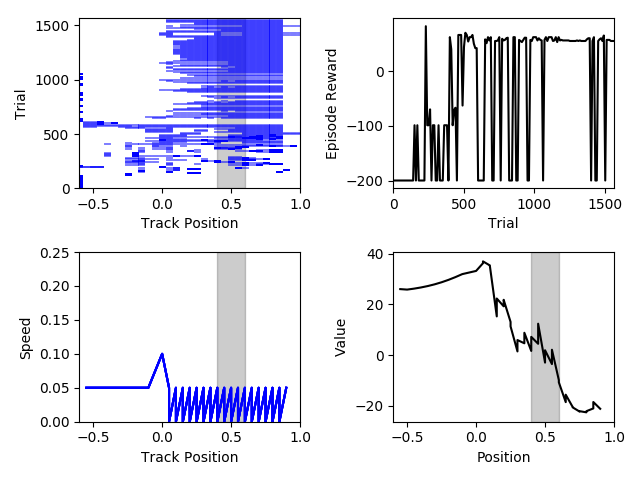 1500
1000
500
0
Trial
−0.5 0.0 0.5 1.0
Track Position
0
−100
−200
Episode Reward
0 500 1000 1500
Trial
0.25
0.20
0.15
0.10
0.05
0.00
Speed
−0.5 0.0 0.5 1.0
Track Position
40
20
0
−20
Value
−0.5 0.0 0.5 1.0
Position